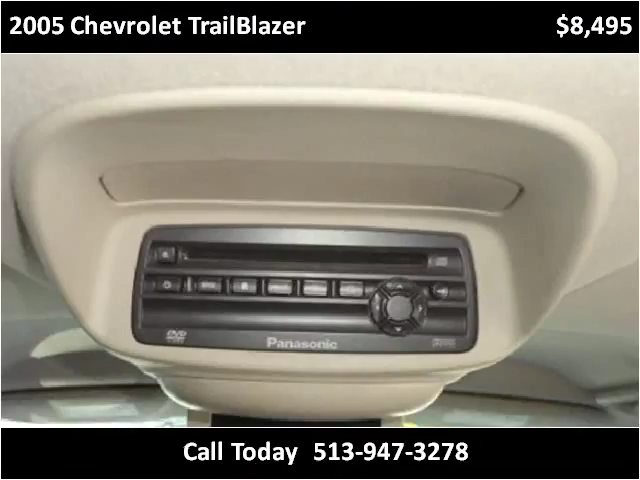 2005 Chevrolet TrailBlazer $8,495
DVD
Panasonic
Call Today 513-947-3278